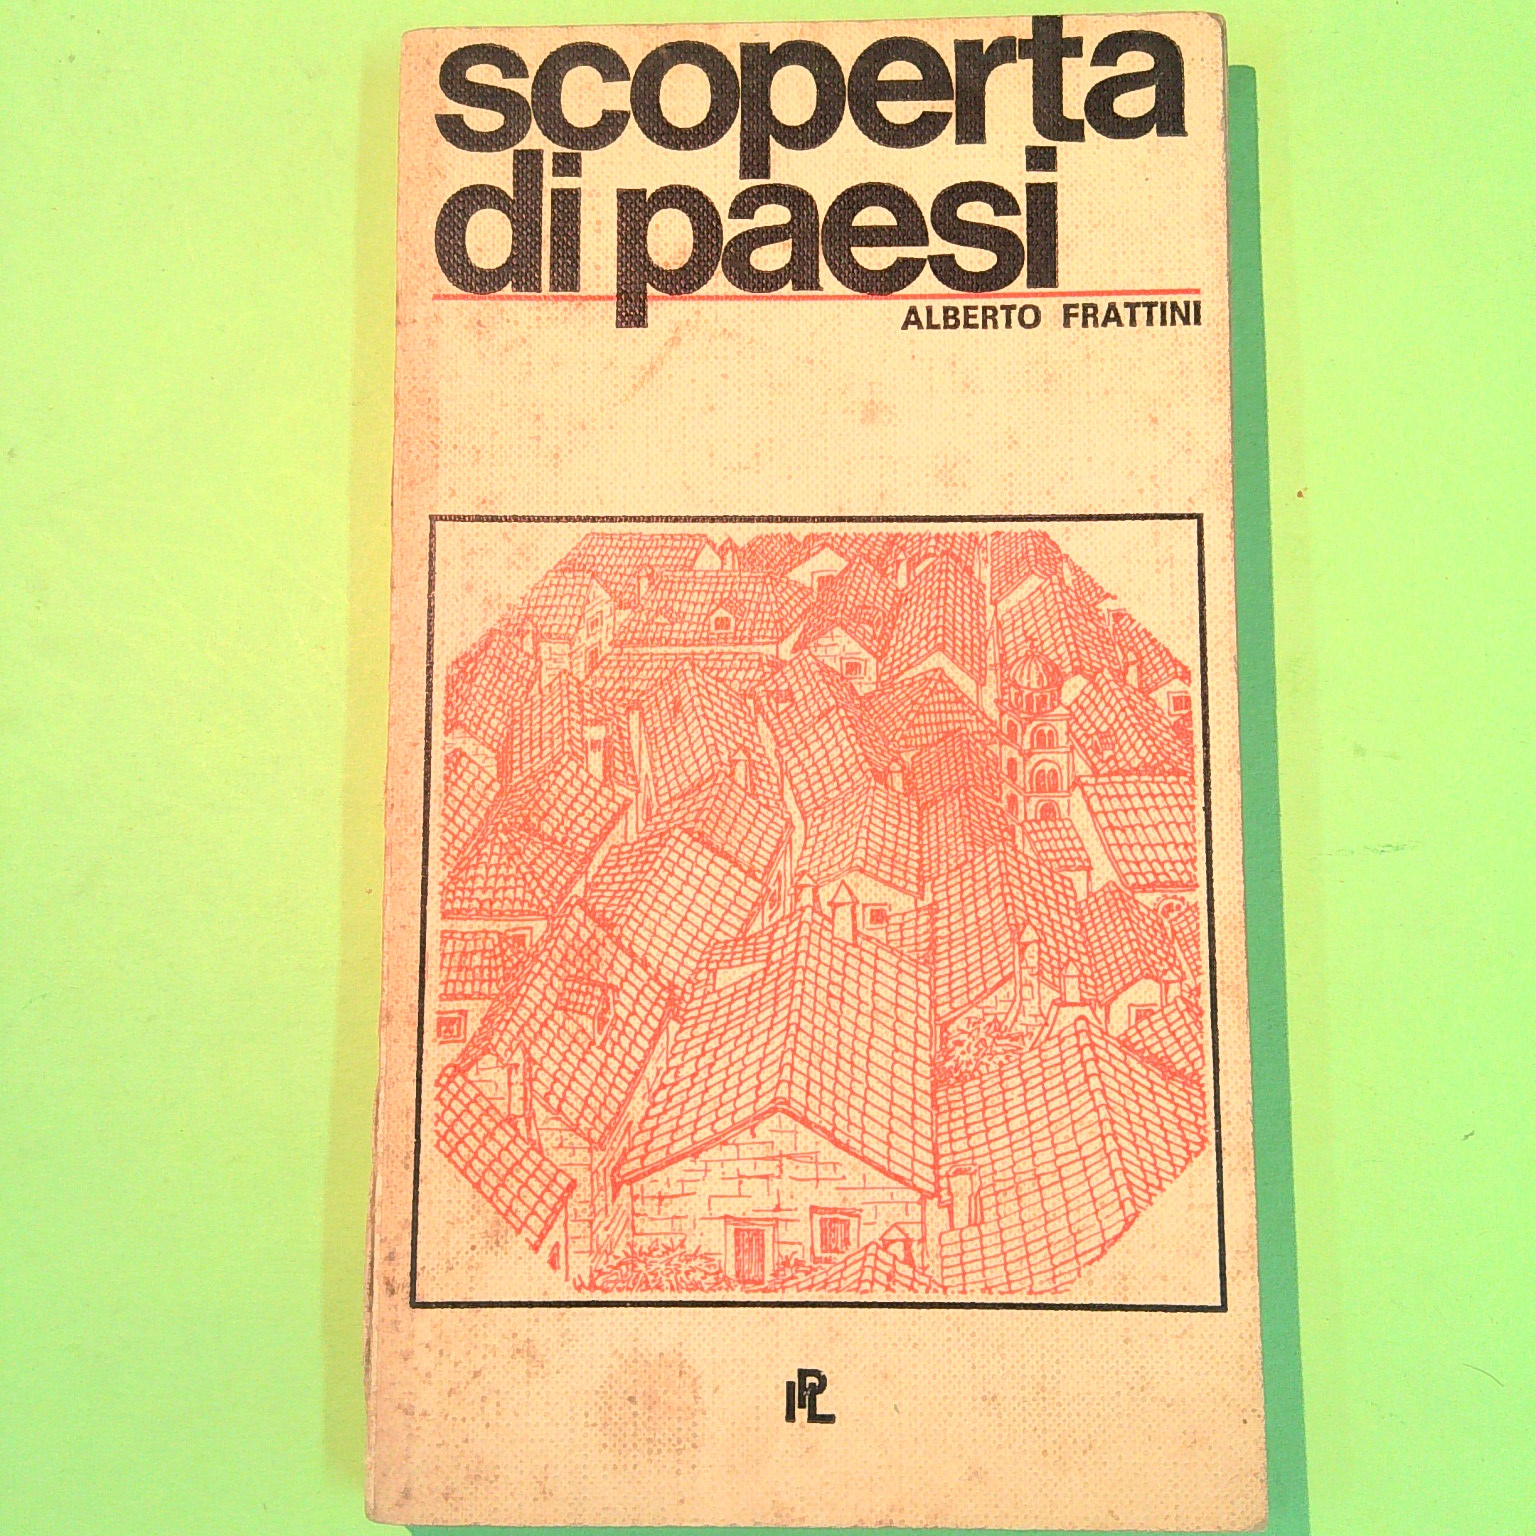 scoperta
di paesi
ALBERTO FRATTINI
IPL